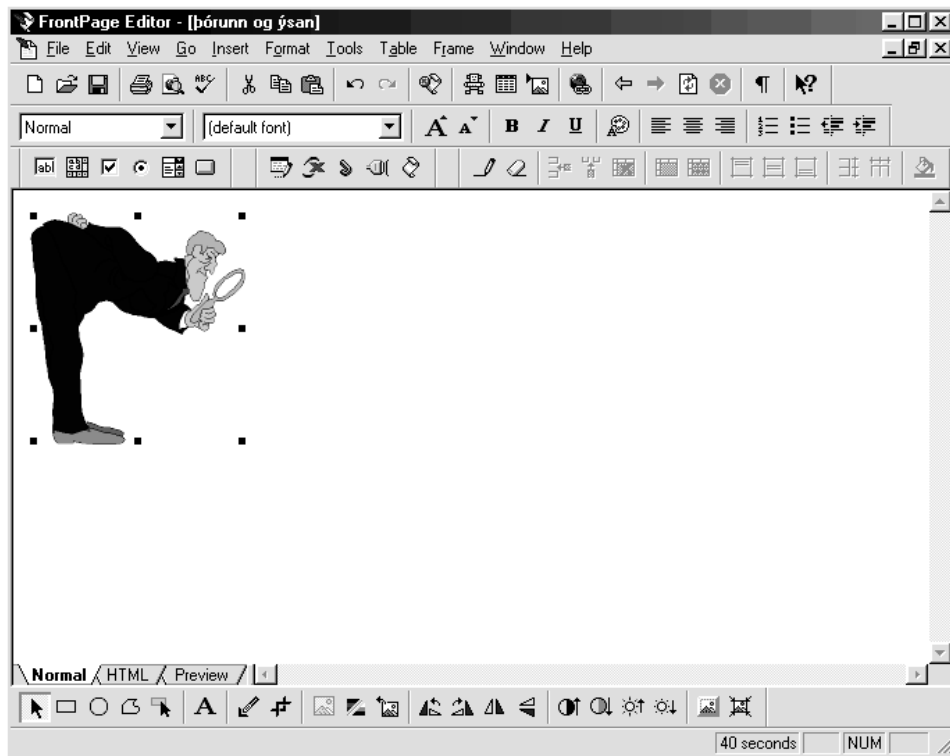 FrontPage Editor - [þórunn og ýsan]
File Edit View Go Insert Format Tools Table Frame Window Help
Normal (default font) A A B I U
abl
Normal HTML Preview
A
40 seconds NUM